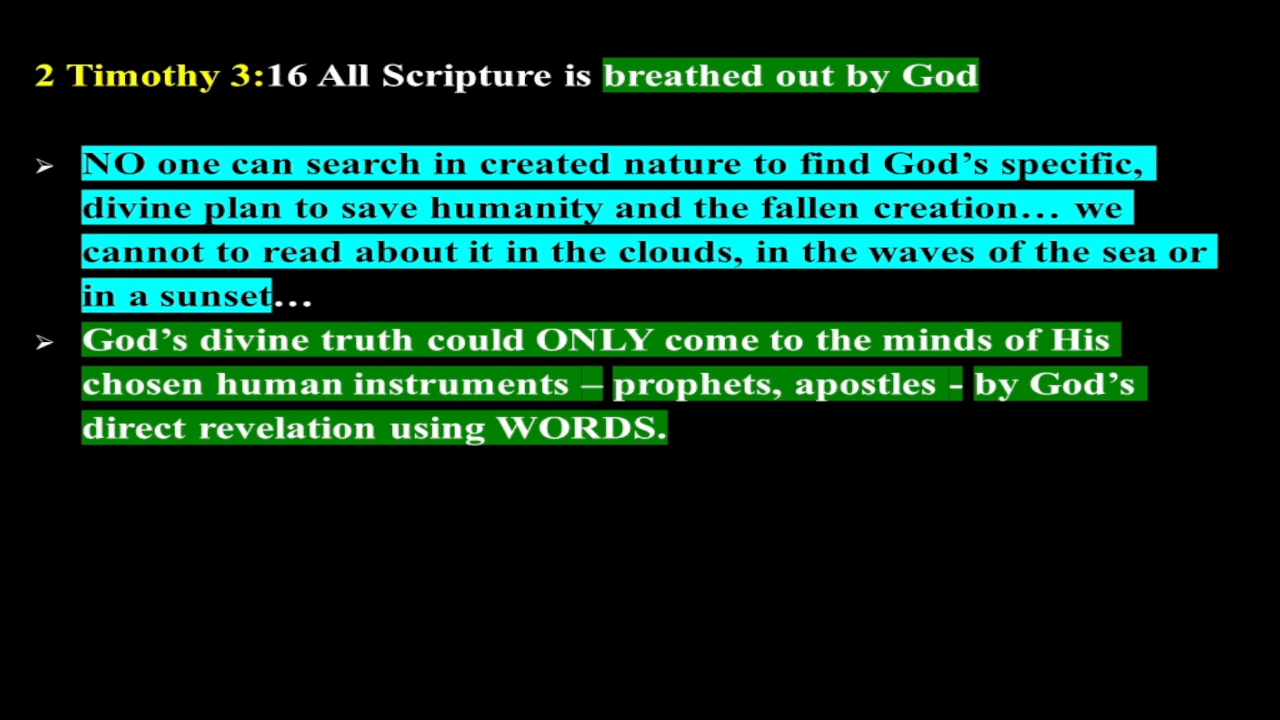 2 Timothy 3:16 All Scripture is breathed out by God
➢ NO one can search in created nature to find God’s specific,
divine plan to save humanity and the fallen creation… we
cannot to read about it in the clouds, in the waves of the sea or
in a sunset…
➢ God’s divine truth could ONLY come to the minds of His
chosen human instruments – prophets, apostles - by God’s
direct revelation using WORDS.